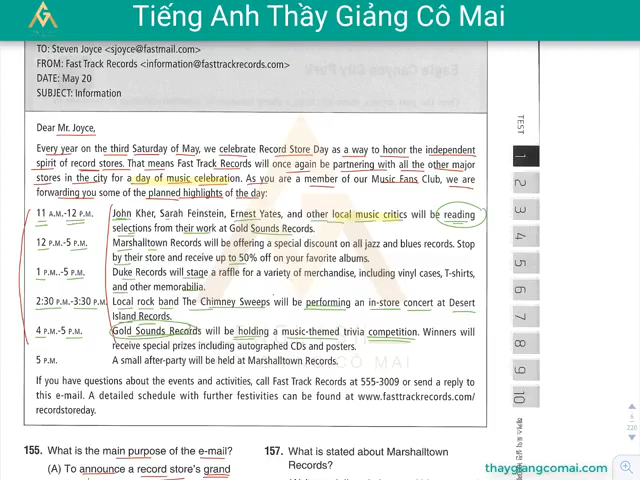 Tiếng Anh Thầy Giảng Cô Mai
TO: Steven Joyce <sjoyce@fastmail.com>
FROM: Fast Track Records <information@fasttrackrecords.com>
DATE: May 20
SUBJECT: Information
Dear Mr. Joyce,
Every year on the third Saturday of May, we celebrate Record Store Day as a way to honor the independent
spirit of record stores. That means Fast Track Records will once again be partnering with all the other major
stores in the city for a day of music celebration. As you are a member of our Music Fans Club, we are
forwarding you some of the planned highlights of the day:
11 A.M.-12 P.M. John Kher, Sarah Feinstein, Ernest Yates, and other local music critics will be reading
selections from their work at Gold Sounds Records.
12 P.M.-5 P.M. Marshalltown Records will be offering a special discount on all jazz and blues records. Stop
by their store and receive up to 50% off on your favorite albums.
1 P.M.-5 P.M. Duke Records will stage a raffle for a variety of merchandise, including vinyl cases, T-shirts,
and other memorabilia.
2:30 P.M.-3:30 P.M. Local rock band The Chimney Sweeps will be performing an in-store concert at Desert
Island Records.
4 P.M.-5 P.M. Gold Sounds Records will be holding a music-themed trivia competition. Winners will
receive special prizes including autographed CDs and posters.
5 P.M. A small after-party will be held at Marshalltown Records.
If you have questions about the events and activities, call Fast Track Records at 555-3009 or send a reply to
this e-mail. A detailed schedule with further festivities can be found at www.fasttrackrecords.com/
recordstoreday.
155. What is the main purpose of the e-mail?
(A) To announce a record store's grand
157. What is stated about Marshalltown
Records?
TEST
1
2
3
4
5
6
7
8
9
10
6
220
thaygiangcomai.com